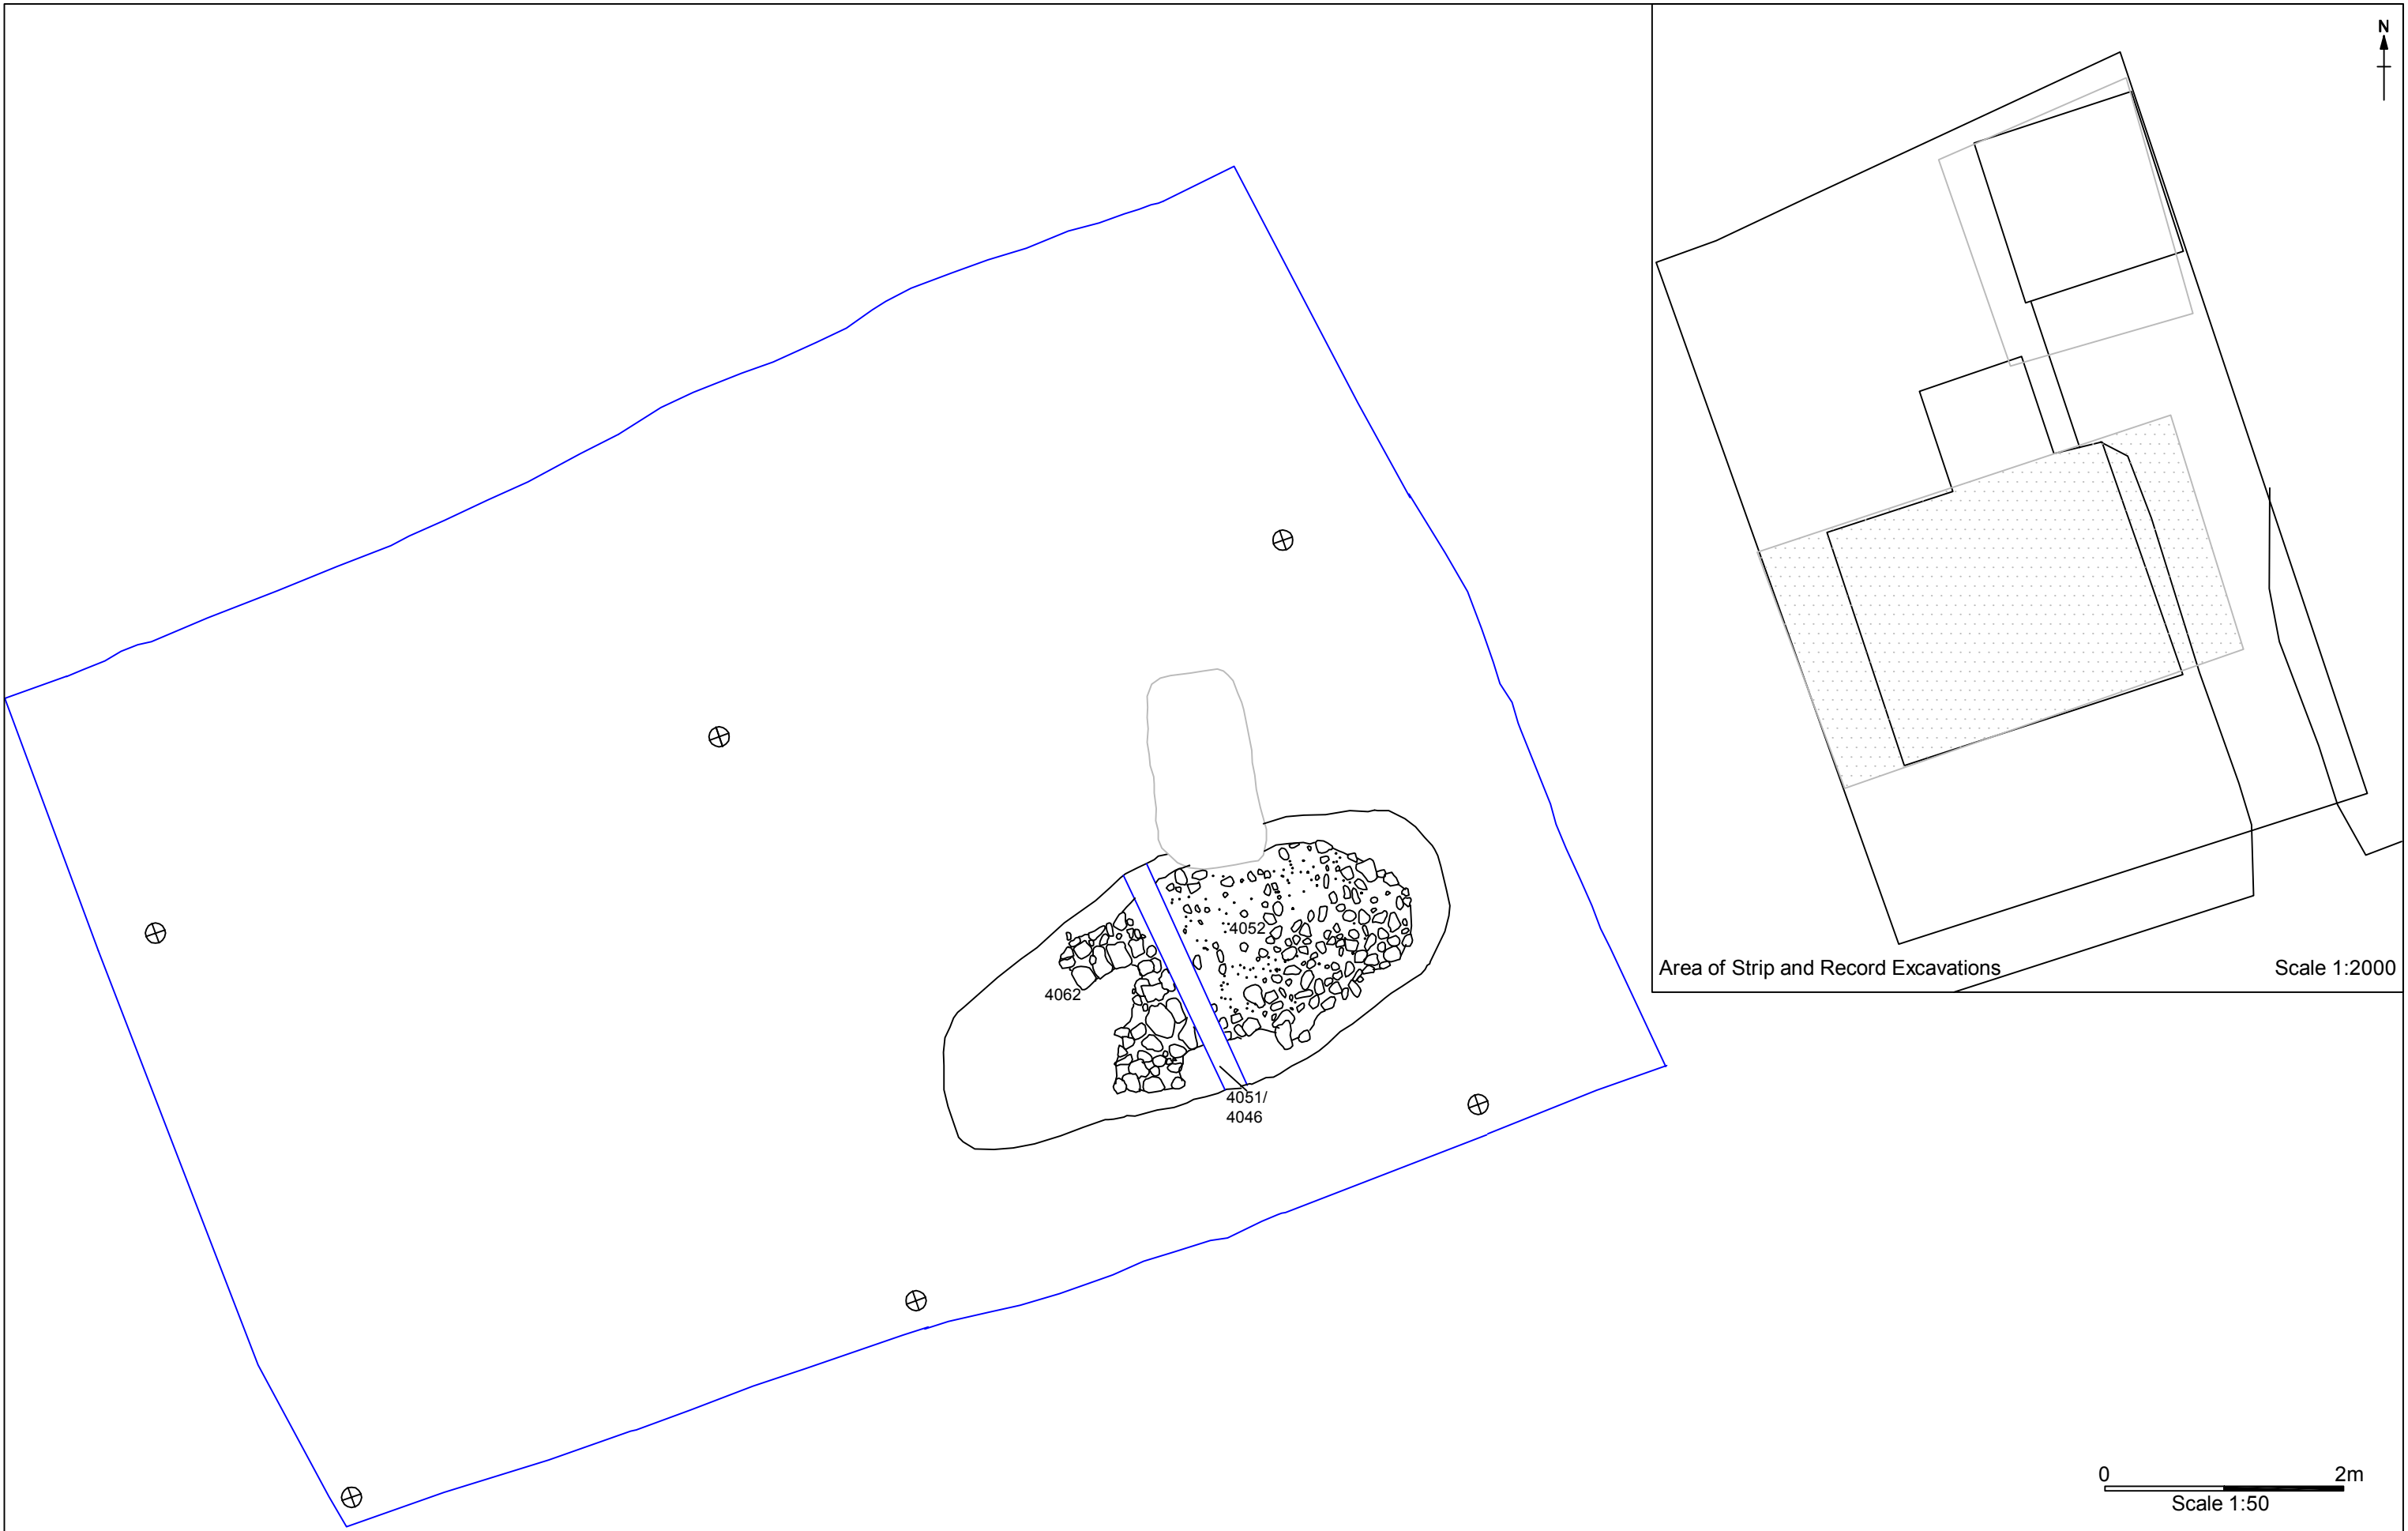 N
4052
4062
4051/
4046
Area of Strip and Record Excavations
Scale 1:2000
0
2m
Scale 1:50